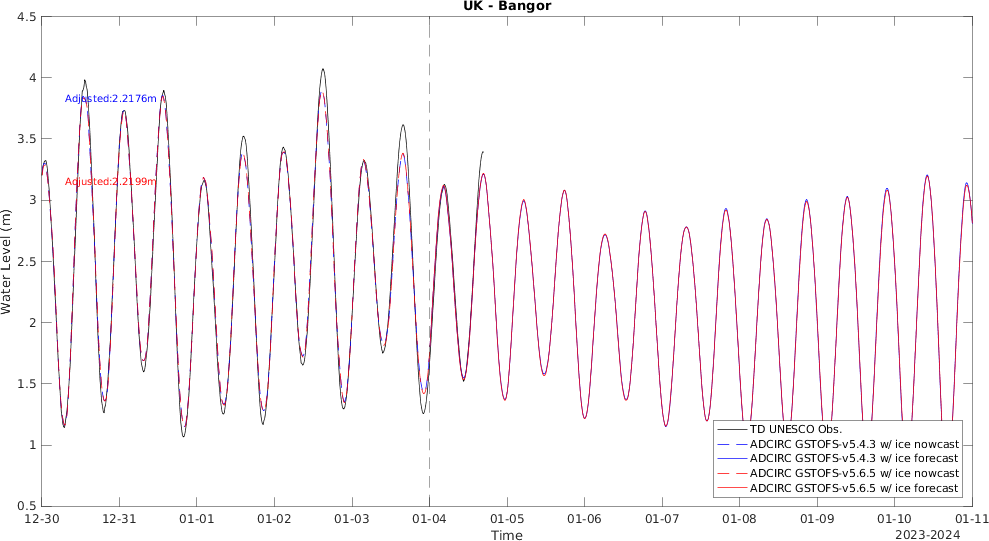 UK - Bangor
4.5
4
3.5
3
2.5
2
1.5
1
0.5
Water Level (m)
Adjusted:2.2176m
Adjusted:2.2199m
TD UNESCO Obs.
ADCIRC GSTOFS-v5.4.3 w/ ice nowcast
ADCIRC GSTOFS-v5.4.3 w/ ice forecast
ADCIRC GSTOFS-v5.6.5 w/ ice nowcast
ADCIRC GSTOFS-v5.6.5 w/ ice forecast
12-30 12-31 01-01 01-02 01-03 01-04 01-05 01-06 01-07 01-08 01-09 01-10 01-11
Time
2023-2024